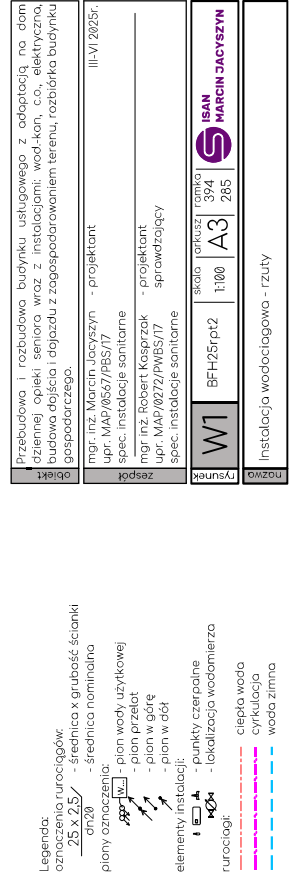 Legenda:
oznaczenia rurociągów:
25 x 2,5 - średnica x grubość ścianki
dn20 - średnica nominalna
piony oznaczenia:
w... - pion wody użytkowej
- pion przelot
- pion w górę
- pion w dół
elementy instalacji:
- punkty czerpalne
- lokalizacja wodomierza
rurociągi:
ciepła woda
cyrkulacja
woda zimna
obiekt
Przebudowa i rozbudowa budynku usługowego z adaptacją na dom
dziennej opieki seniora wraz z instalacjami: wod.-kan, c.o., elektryczna,
budowa dojścia i dojazdu z zagospodarowaniem terenu, rozbiórka budynku
gospodarczego.
zespół
mgr. inż. Marcin Jacyszyn - projektant III-VI 2025r.
upr. MAP/0567/PBS/17
spec. instalacje sanitarne
mgr inż. Robert Kasprzak - projektant
upr. MAP/0272/PWBS/17 sprawdzający
spec. instalacje sanitarne
rysunek
W1
BFH25rpt2
skala
1:100
arkusz
A3
ramka
394
285
ISAN
MARCIN JACYSZYN
nazwa
Instalacja wodociągowa - rzuty